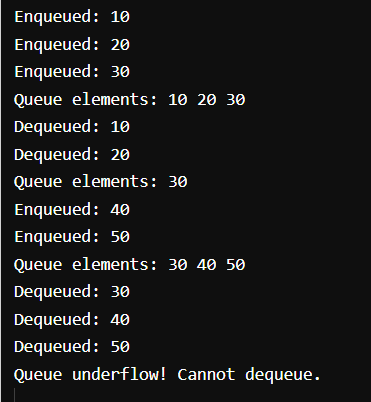 Enqueued: 10
Enqueued: 20
Enqueued: 30
Queue elements: 10 20 30
Dequeued: 10
Dequeued: 20
Queue elements: 30
Enqueued: 40
Enqueued: 50
Queue elements: 30 40 50
Dequeued: 30
Dequeued: 40
Dequeued: 50
Queue underflow! Cannot dequeue.